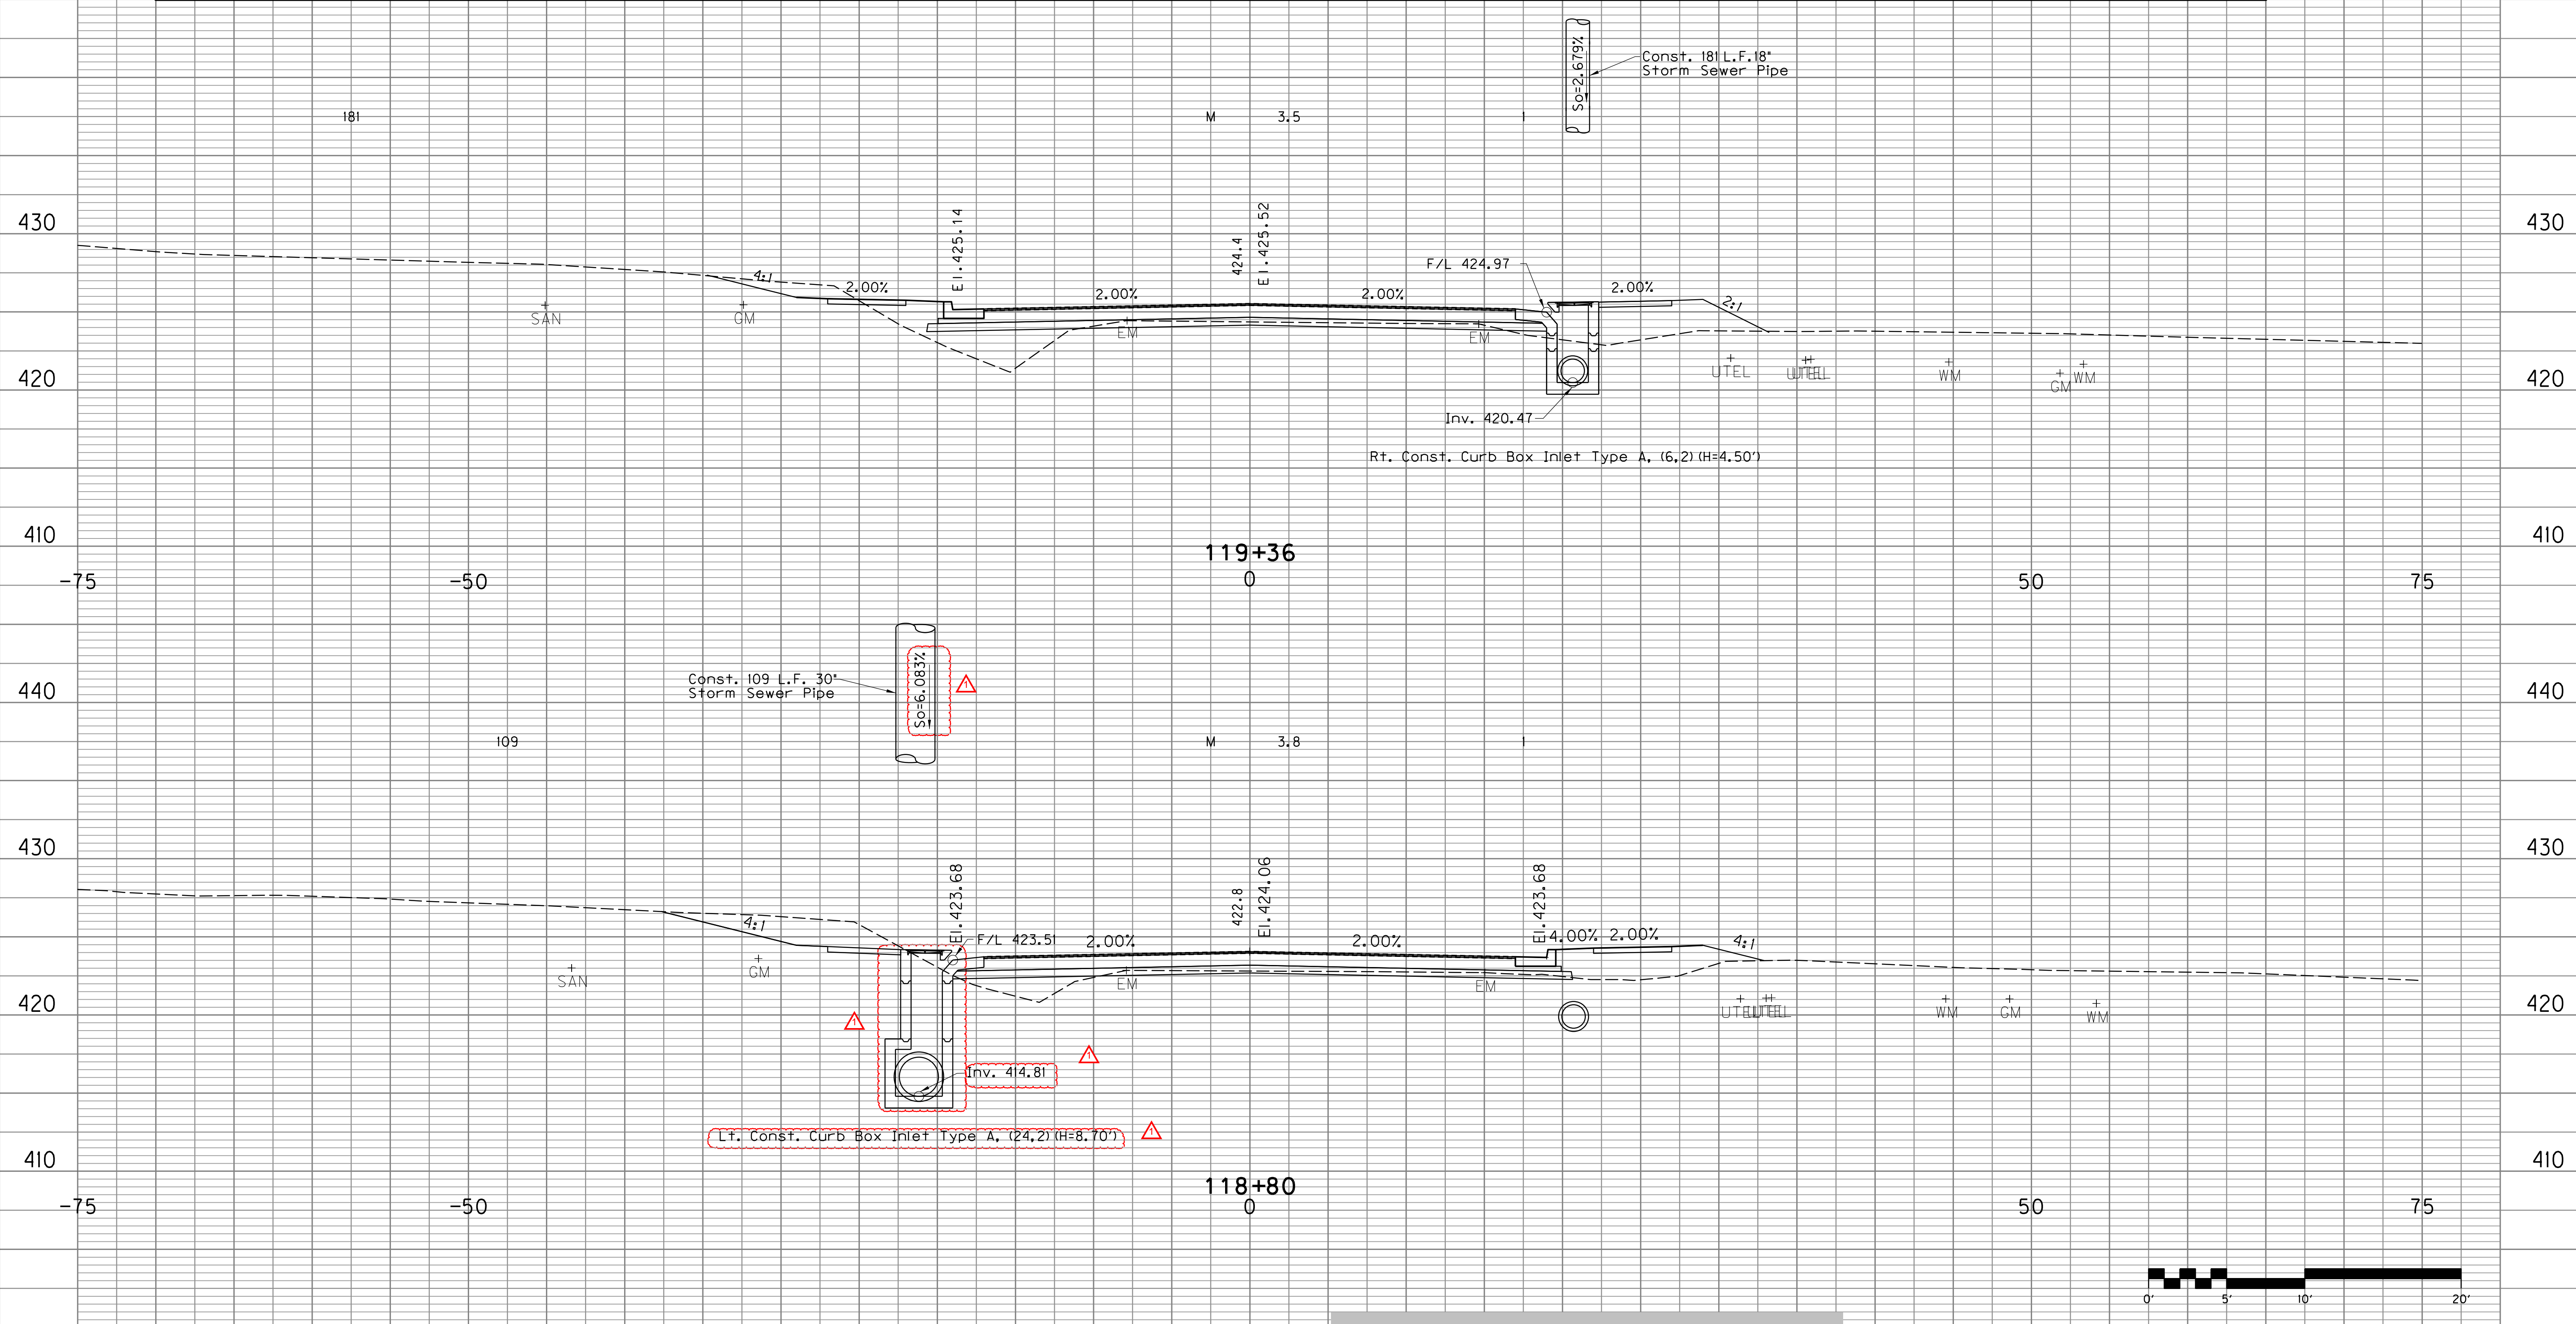 So=2.679%
Const. 181 L.F. 18"
Storm Sewer Pipe
181
M
3.5
1
430
430
El. 425.14
424.4
El. 425.52
F/L 424.97
4:1
2.00%
2.00%
2.00%
2.00%
2:1
SAN
GM
EM
EM
UTEL
WM
GM
WM
420
420
Inv. 420.47
Rt. Const. Curb Box Inlet Type A, (6,2) (H=4.50')
410
410
119+36
-75
-50
0
50
75
Const. 109 L.F. 30"
Storm Sewer Pipe
So=6.083%
1
440
440
109
M
3.8
1
430
430
El. 423.68
422.8
El. 424.06
El. 423.68
4:1
F/L 423.51
2.00%
2.00%
4.00%
2.00%
4:1
SAN
GM
EM
EM
UTEL
WM
GM
WM
420
420
1
1
Inv. 414.81
Lt. Const. Curb Box Inlet Type A, (24,2) (H=8.70')
1
410
410
118+80
-75
-50
0
50
75
0'
5'
10'
20'